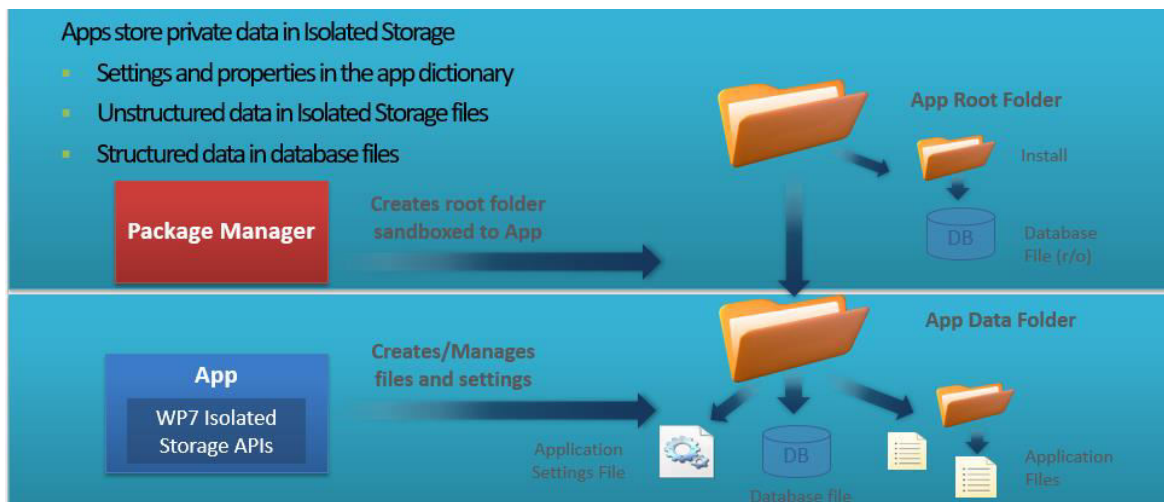 Apps store private data in Isolated Storage
Settings and properties in the app dictionary
Unstructured data in Isolated Storage files
Structured data in database files
Package Manager
Creates root folder
sandboxed to App
App Root Folder
Install
DB
Database
File (r/o)
App
WP7 Isolated
Storage APIs
Creates/Manages
files and settings
App Data Folder
Application
Settings File
DB
Database file
Application
Files